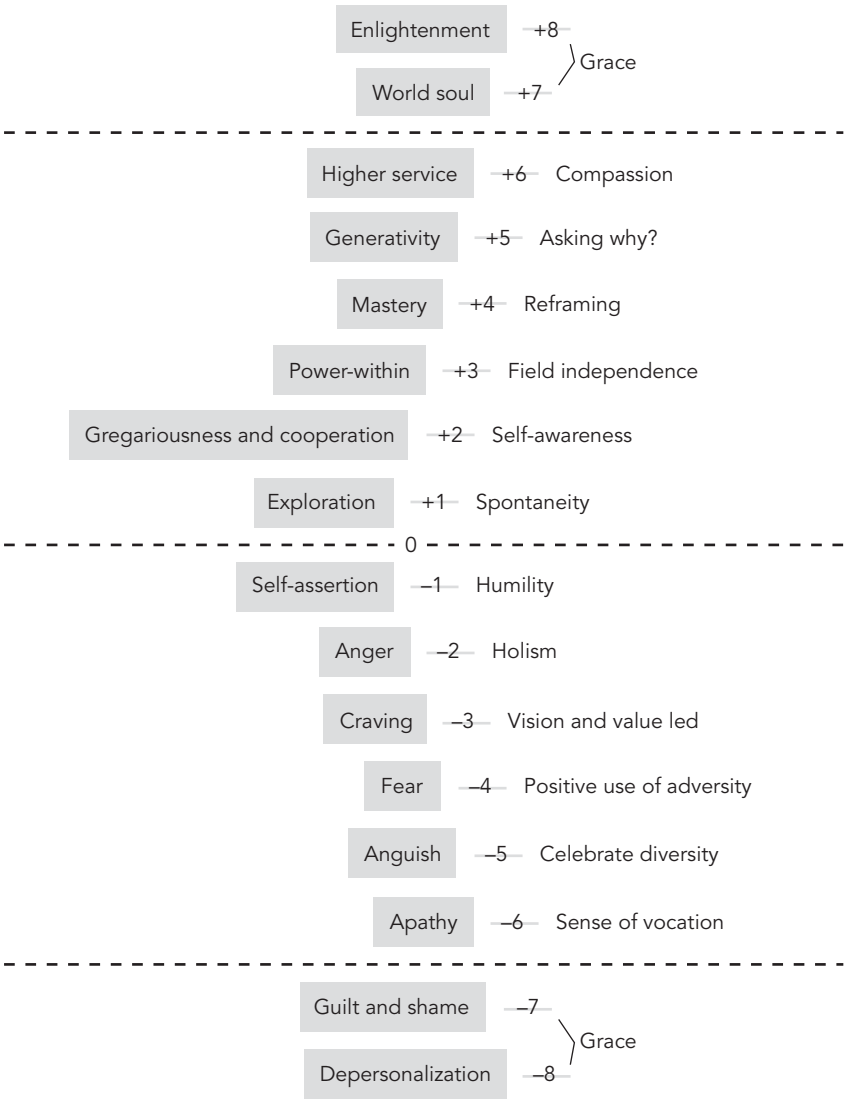 Enlightenment +8
Grace
World soul +7
Higher service +6 Compassion
Generativity +5 Asking why?
Mastery +4 Reframing
Power-within +3 Field independence
Gregariousness and cooperation +2 Self-awareness
Exploration +1 Spontaneity
0
Self-assertion –1 Humility
Anger –2 Holism
Craving –3 Vision and value led
Fear –4 Positive use of adversity
Anguish –5 Celebrate diversity
Apathy –6 Sense of vocation
Guilt and shame –7
Grace
Depersonalization –8